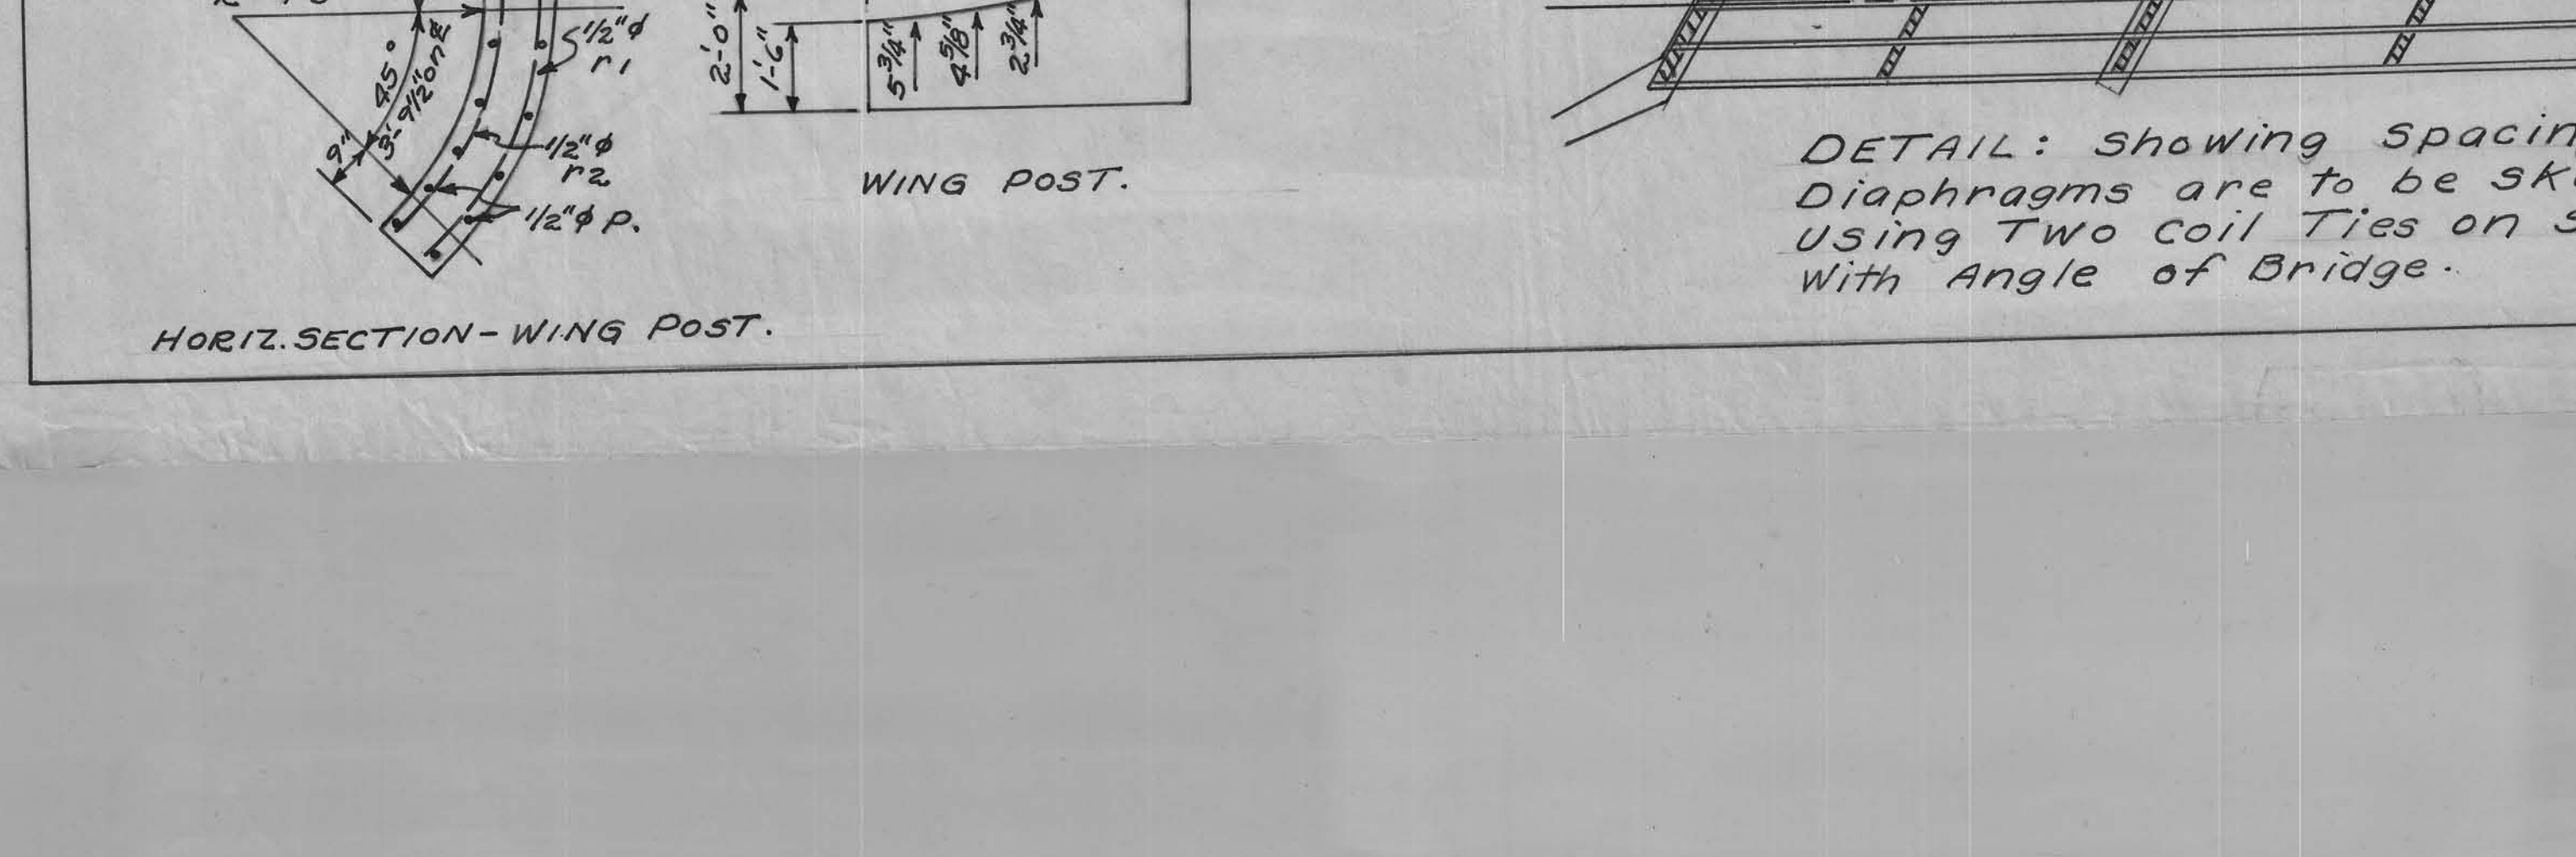 45°
3'-9 1/2" on ℄
9"
1/2" φ
r1
1/2" φ
r2
1/2" φ P.
HORIZ. SECTION - WING POST.
2'-0"
1'-6"
5 3/4"
4 5/8"
2 3/4"
WING POST.
DETAIL: Showing Spacin
Diaphragms are to be sk
Using Two Coil Ties on S
With Angle of Bridge.